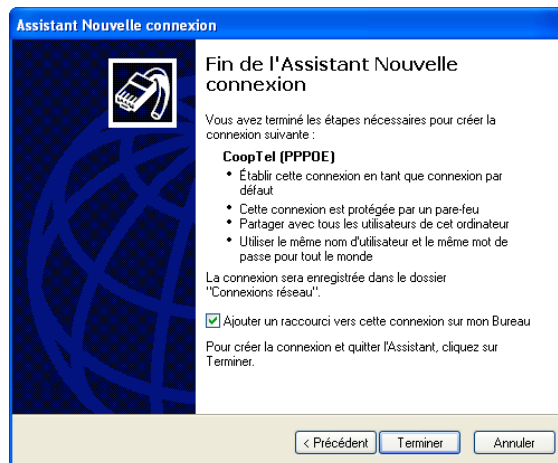 Assistant Nouvelle connexion
Fin de l'Assistant Nouvelle
connexion
Vous avez terminé les étapes nécessaires pour créer la
connexion suivante :
CoopTel (PPPOE)
• Établir cette connexion en tant que connexion par
défaut
• Cette connexion est protégée par un pare-feu
• Partager avec tous les utilisateurs de cet ordinateur
• Utiliser le même nom d'utilisateur et le même mot de
passe pour tout le monde
La connexion sera enregistrée dans le dossier
"Connexions réseau".
Ajouter un raccourci vers cette connexion sur mon Bureau
Pour créer la connexion et quitter l'Assistant, cliquez sur
Terminer.
< Précédent Terminer Annuler